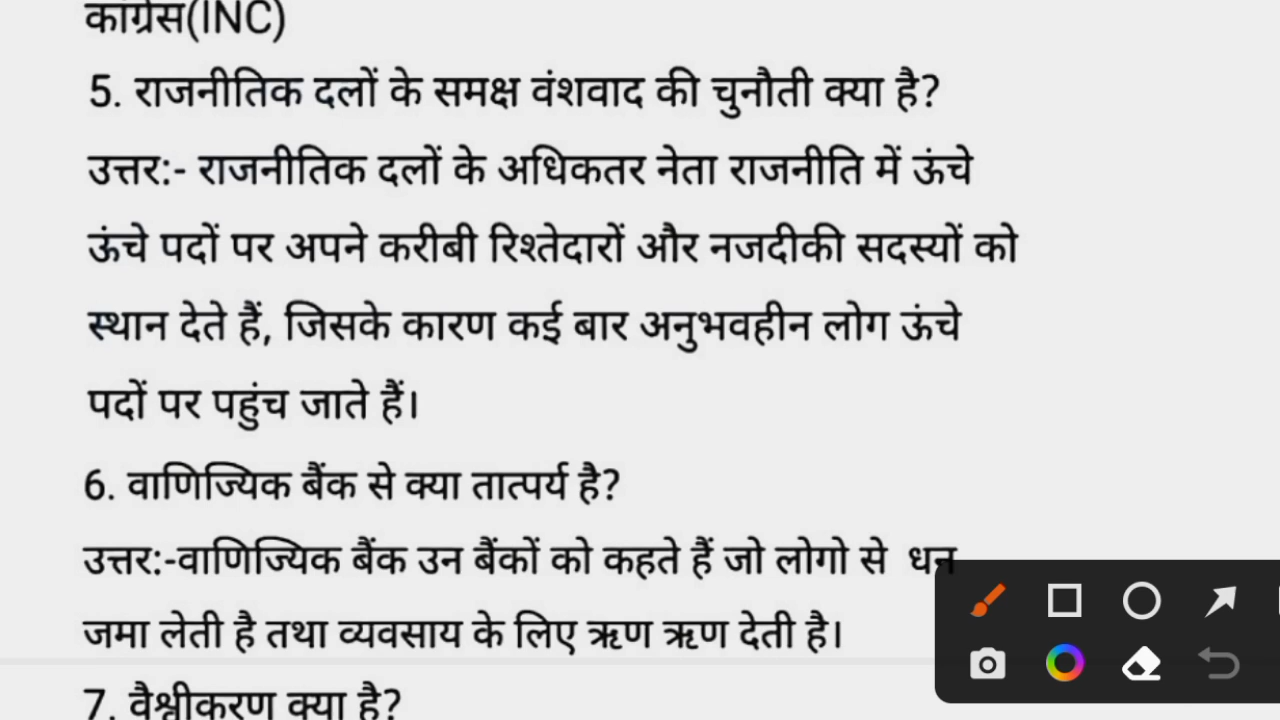 कांग्रेस(INC)
5. राजनीतिक दलों के समक्ष वंशवाद की चुनौती क्या है?
उत्तर:- राजनीतिक दलों के अधिकतर नेता राजनीति में ऊंचे
ऊंचे पदों पर अपने करीबी रिश्तेदारों और नजदीकी सदस्यों को
स्थान देते हैं, जिसके कारण कई बार अनुभवहीन लोग ऊंचे
पदों पर पहुंच जाते हैं।
6. वाणिज्यिक बैंक से क्या तात्पर्य है?
उत्तर:-वाणिज्यिक बैंक उन बैंकों को कहते हैं जो लोगो से धन
जमा लेती है तथा व्यवसाय के लिए ऋण ऋण देती है।
7. वैश्वीकरण क्या है?